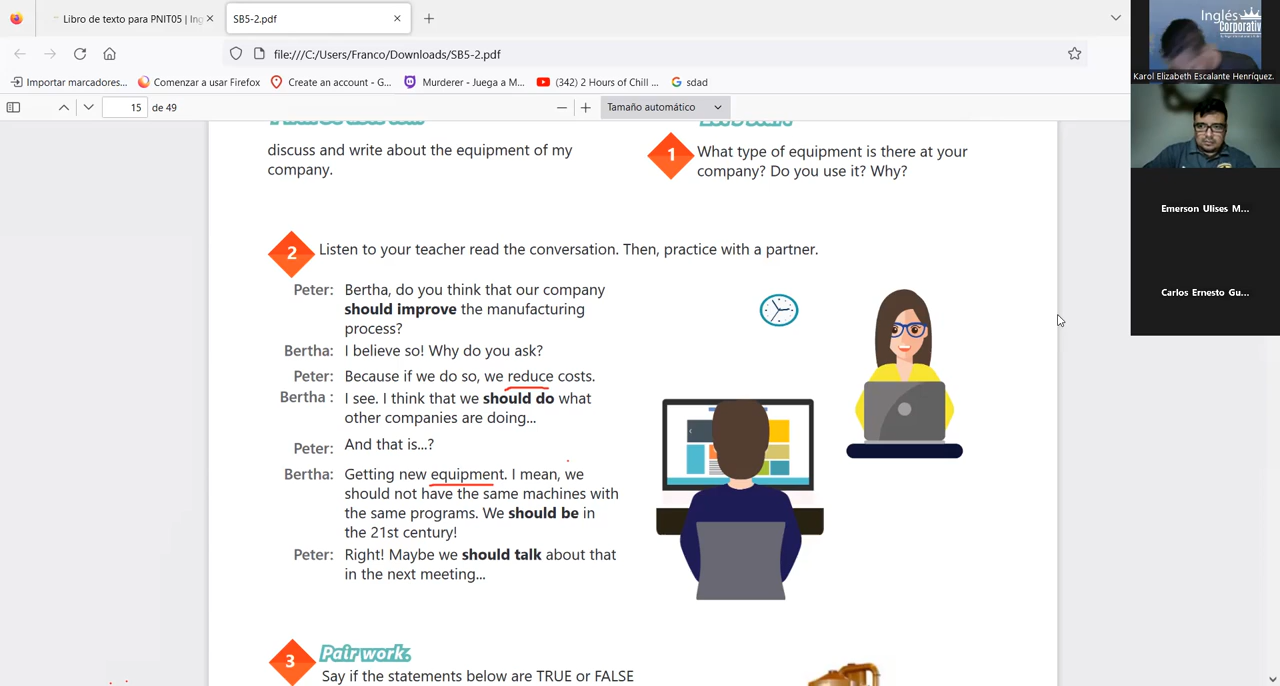 Libro de texto para PNIT05 | Ing
SB5-2.pdf
file:///C:/Users/Franco/Downloads/SB5-2.pdf
Importar marcadores...
Comenzar a usar Firefox
Create an account - G...
Murderer - Juega a M...
(342) 2 Hours of Chill ...
sdad
15 de 49
Tamaño automático
discuss and write about the equipment of my
company.
1
What type of equipment is there at your
company? Do you use it? Why?
2
Listen to your teacher read the conversation. Then, practice with a partner.
Peter: Bertha, do you think that our company
should improve the manufacturing
process?
Bertha: I believe so! Why do you ask?
Peter: Because if we do so, we reduce costs.
Bertha : I see. I think that we should do what
other companies are doing...
Peter: And that is...?
Bertha: Getting new equipment. I mean, we
should not have the same machines with
the same programs. We should be in
the 21st century!
Peter: Right! Maybe we should talk about that
in the next meeting...
3
Pair work.
Say if the statements below are TRUE or FALSE
Inglés
Corporativo
Karol Elizabeth Escalante Henríquez.
Emerson Ulises M...
Carlos Ernesto Gu...